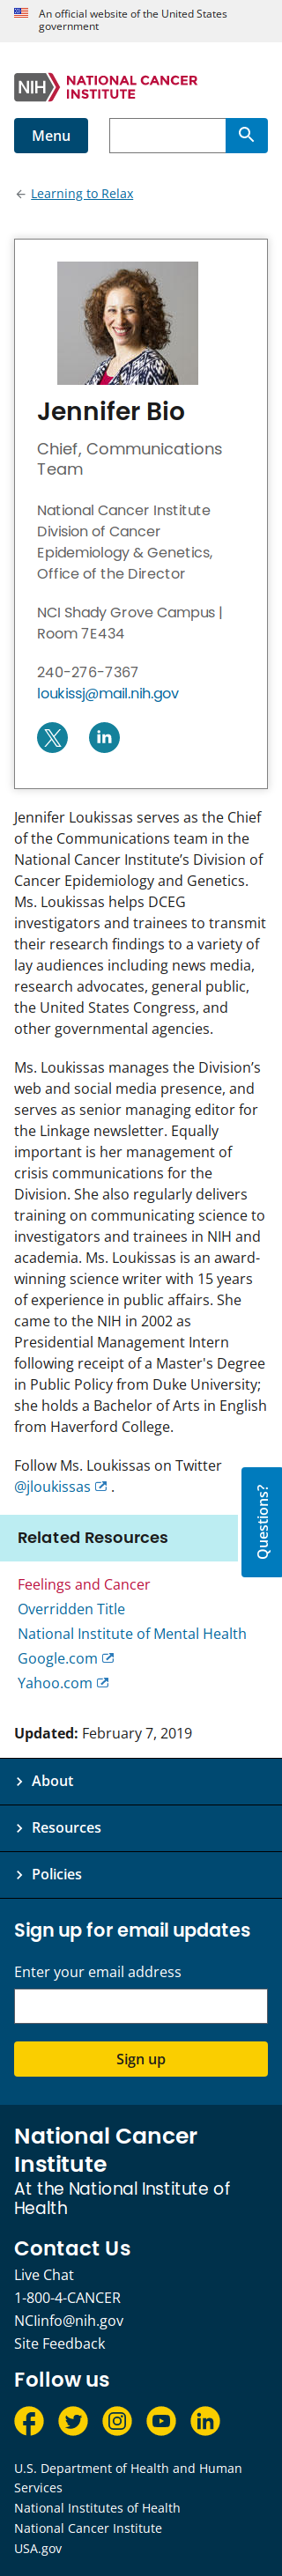 An official website of the United States
government
NIH NATIONAL CANCER
INSTITUTE
Menu
Learning to Relax
Jennifer Bio
Chief, Communications
Team
National Cancer Institute
Division of Cancer
Epidemiology & Genetics,
Office of the Director
NCI Shady Grove Campus |
Room 7E434
240-276-7367
loukissj@mail.nih.gov
Jennifer Loukissas serves as the Chief
of the Communications team in the
National Cancer Institute’s Division of
Cancer Epidemiology and Genetics.
Ms. Loukissas helps DCEG
investigators and trainees to transmit
their research findings to a variety of
lay audiences including news media,
research advocates, general public,
the United States Congress, and
other governmental agencies.
Ms. Loukissas manages the Division’s
web and social media presence, and
serves as senior managing editor for
the Linkage newsletter. Equally
important is her management of
crisis communications for the
Division. She also regularly delivers
training on communicating science to
investigators and trainees in NIH and
academia. Ms. Loukissas is an award-
winning science writer with 15 years
of experience in public affairs. She
came to the NIH in 2002 as
Presidential Management Intern
following receipt of a Master's Degree
in Public Policy from Duke University;
she holds a Bachelor of Arts in English
from Haverford College.
Follow Ms. Loukissas on Twitter
@jloukissas .
Questions?
Related Resources
Feelings and Cancer
Overridden Title
National Institute of Mental Health
Google.com
Yahoo.com
Updated: February 7, 2019
About
Resources
Policies
Sign up for email updates
Enter your email address
Sign up
National Cancer
Institute
At the National Institute of
Health
Contact Us
Live Chat
1-800-4-CANCER
NCIinfo@nih.gov
Site Feedback
Follow us
U.S. Department of Health and Human
Services
National Institutes of Health
National Cancer Institute
USA.gov